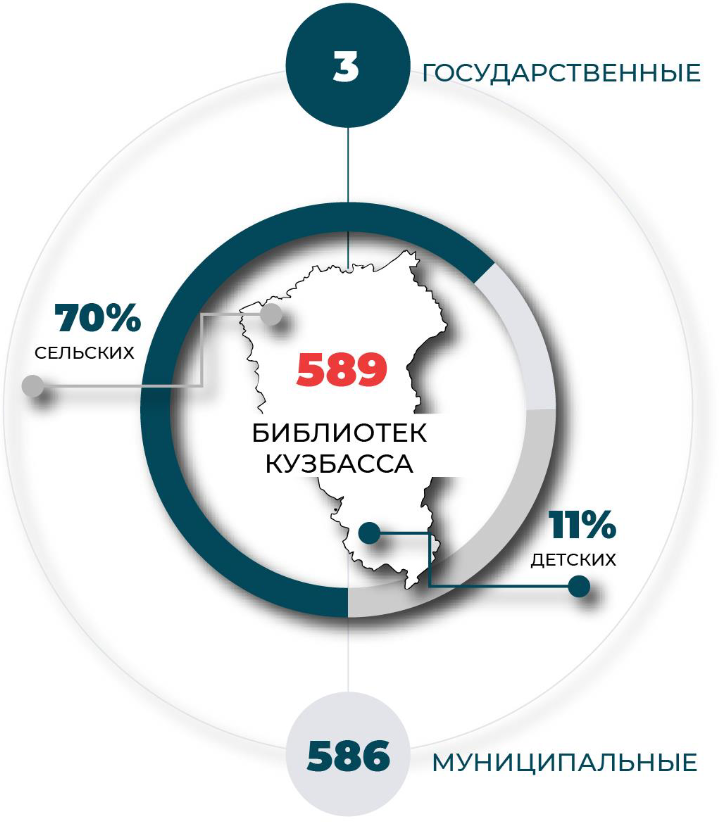 3
ГОСУДАРСТВЕННЫЕ
70%
СЕЛЬСКИХ
589
БИБЛИОТЕК
КУЗБАССА
11%
ДЕТСКИХ
586
МУНИЦИПАЛЬНЫЕ